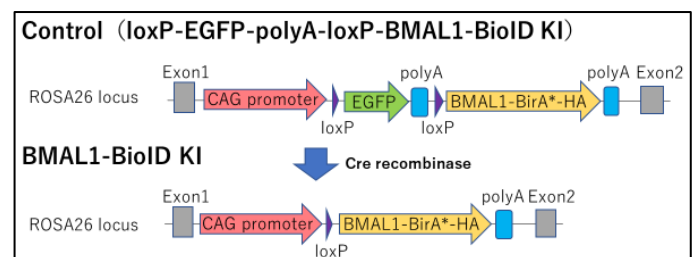 Control（loxP-EGFP-polyA-loxP-BMAL1-BioID KI）
Exon1 polyA polyA Exon2
ROSA26 locus CAG promoter EGFP BMAL1-BirA*-HA
loxP loxP
BMAL1-BioID KI
Cre recombinase
Exon1 polyA Exon2
ROSA26 locus CAG promoter BMAL1-BirA*-HA
loxP